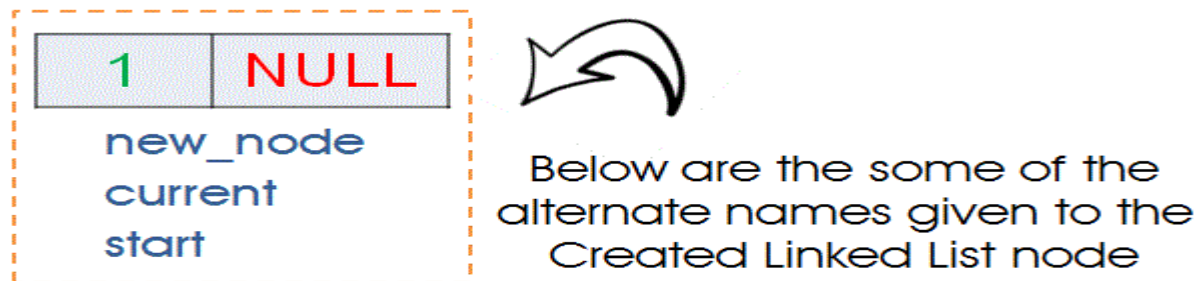 1 NULL
new_node
current
start
Below are the some of the
alternate names given to the
Created Linked List node